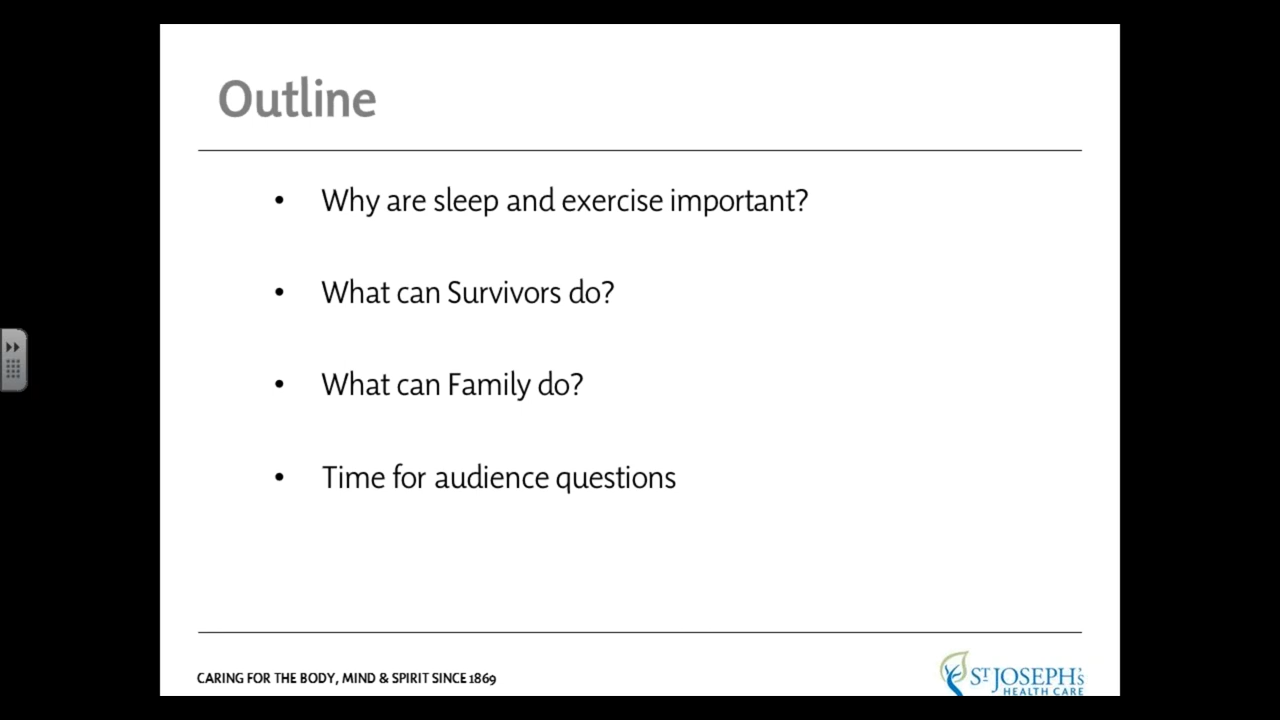 Outline
• Why are sleep and exercise important?
• What can Survivors do?
• What can Family do?
• Time for audience questions
CARING FOR THE BODY, MIND & SPIRIT SINCE 1869
ST JOSEPH'S
HEALTH CARE